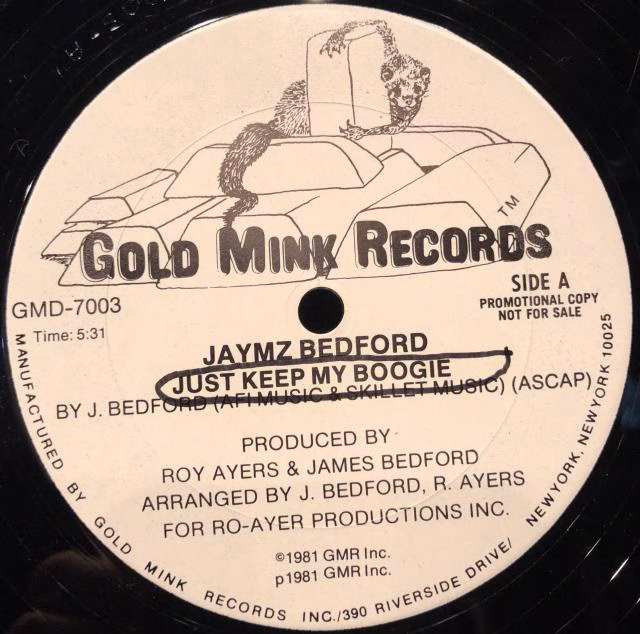 GOLD MINK RECORDS TM
SIDE A
PROMOTIONAL COPY
NOT FOR SALE
GMD-7003
Time: 5:31
JAYMZ BEDFORD
JUST KEEP MY BOOGIE
BY J. BEDFORD (AFI MUSIC & SKILLET MUSIC) (ASCAP)
PRODUCED BY
ROY AYERS & JAMES BEDFORD
ARRANGED BY J. BEDFORD, R. AYERS
FOR RO-AYER PRODUCTIONS INC.
©1981 GMR Inc.
p1981 GMR Inc.
MANUFACTURED BY GOLD MINK RECORDS INC./390 RIVERSIDE DRIVE/ NEW YORK, NEW YORK 10025